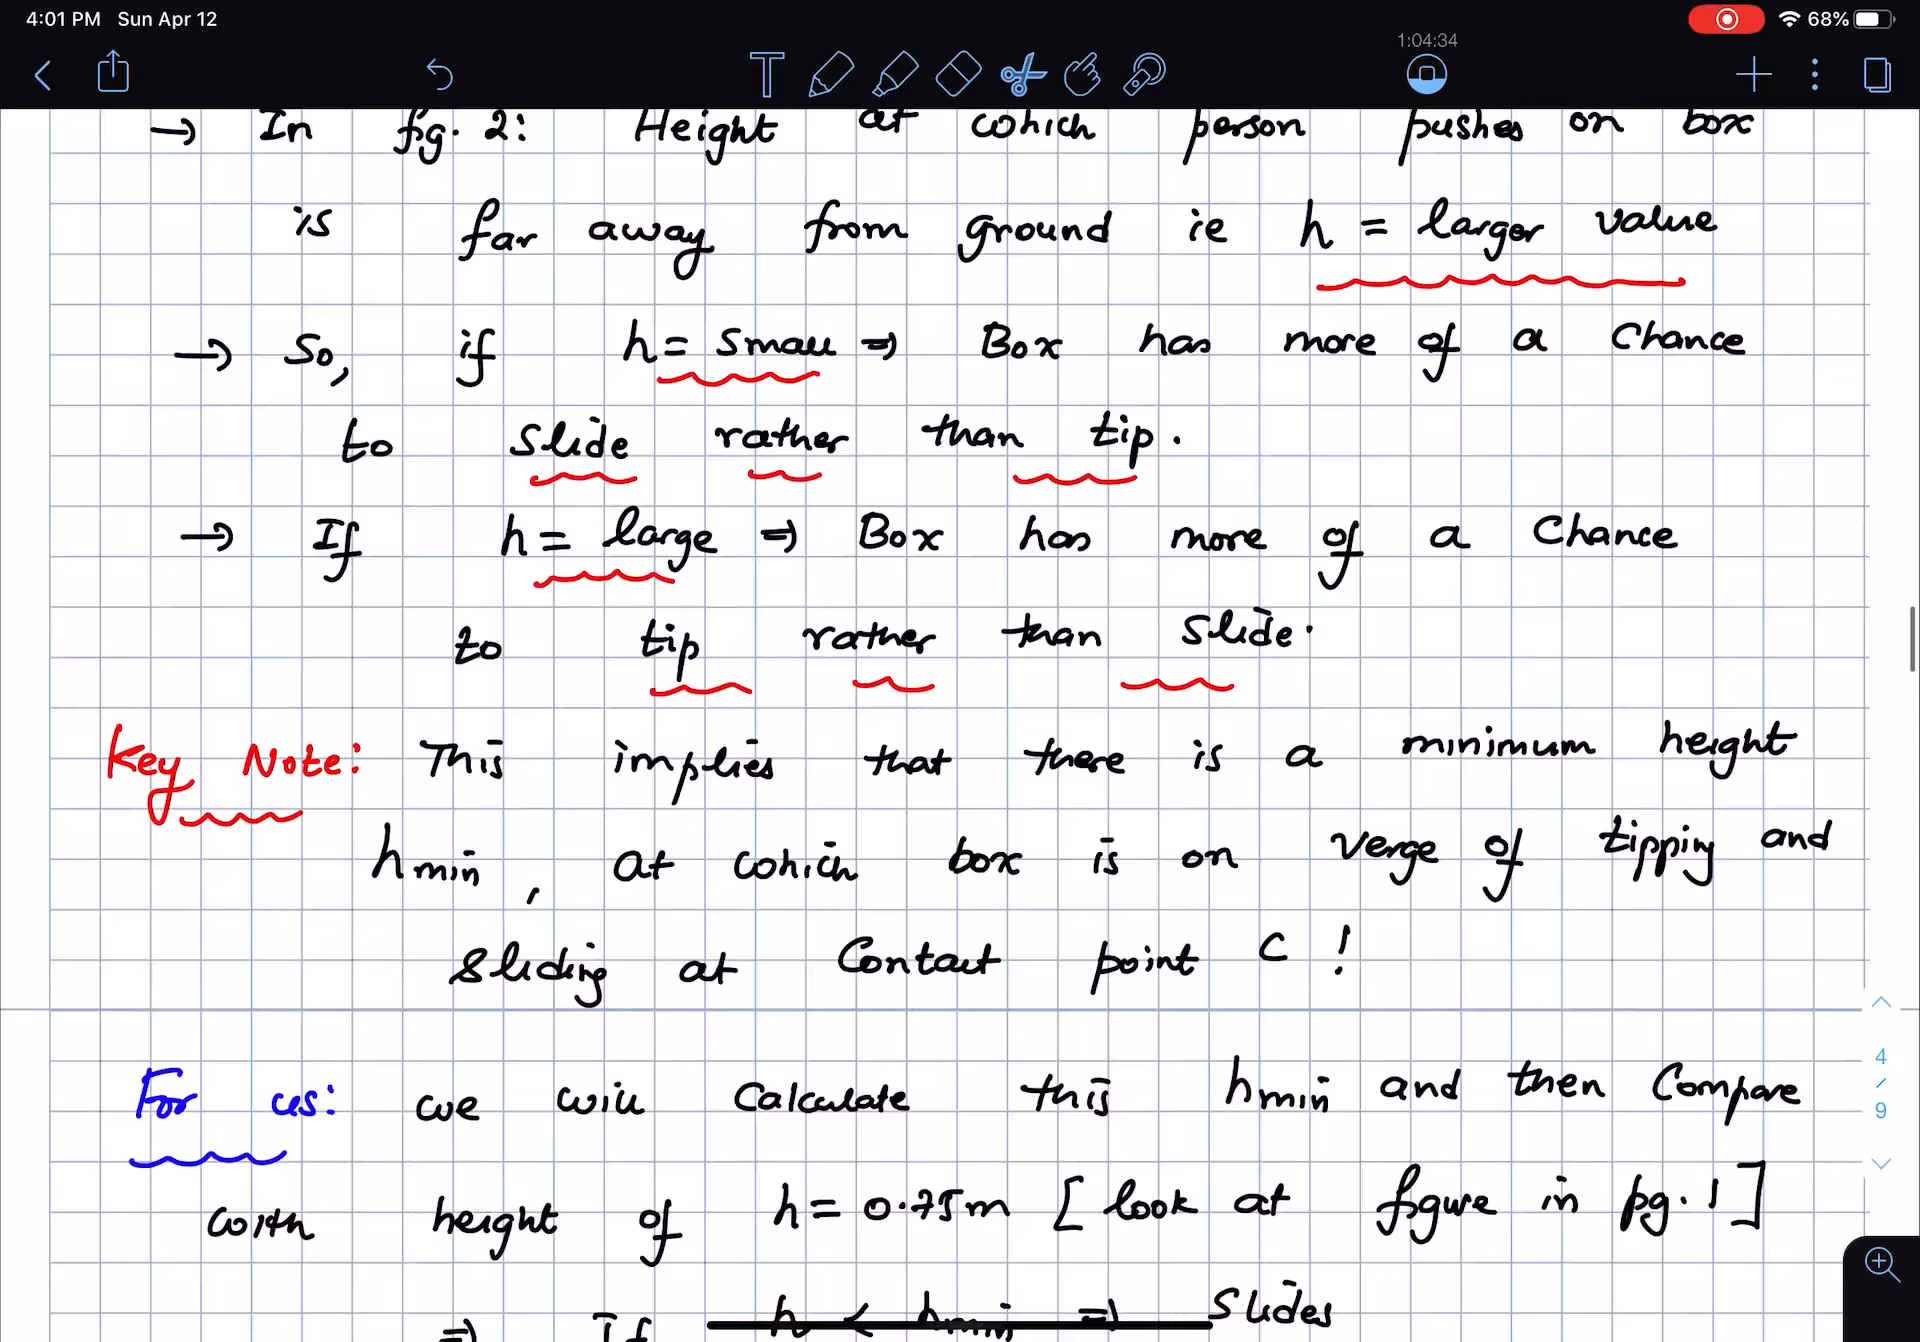 4:01 PM Sun Apr 12
68%
1:04:34
→ In fig. 2: Height at which person pushes on box
is far away from ground ie h = larger value
→ So, if h = small ⇒ Box has more of a chance
to slide rather than tip.
→ If h = large ⇒ Box has more of a chance
to tip rather than slide.
Key Note: This implies that there is a minimum height
hmin, at which box is on verge of tipping and
sliding at contact point C!
For us: we will calculate this hmin and then compare
with height of h = 0.75m [look at figure in pg. 1]
⇒ If h < hmin ⇒ Slides
4
/
9